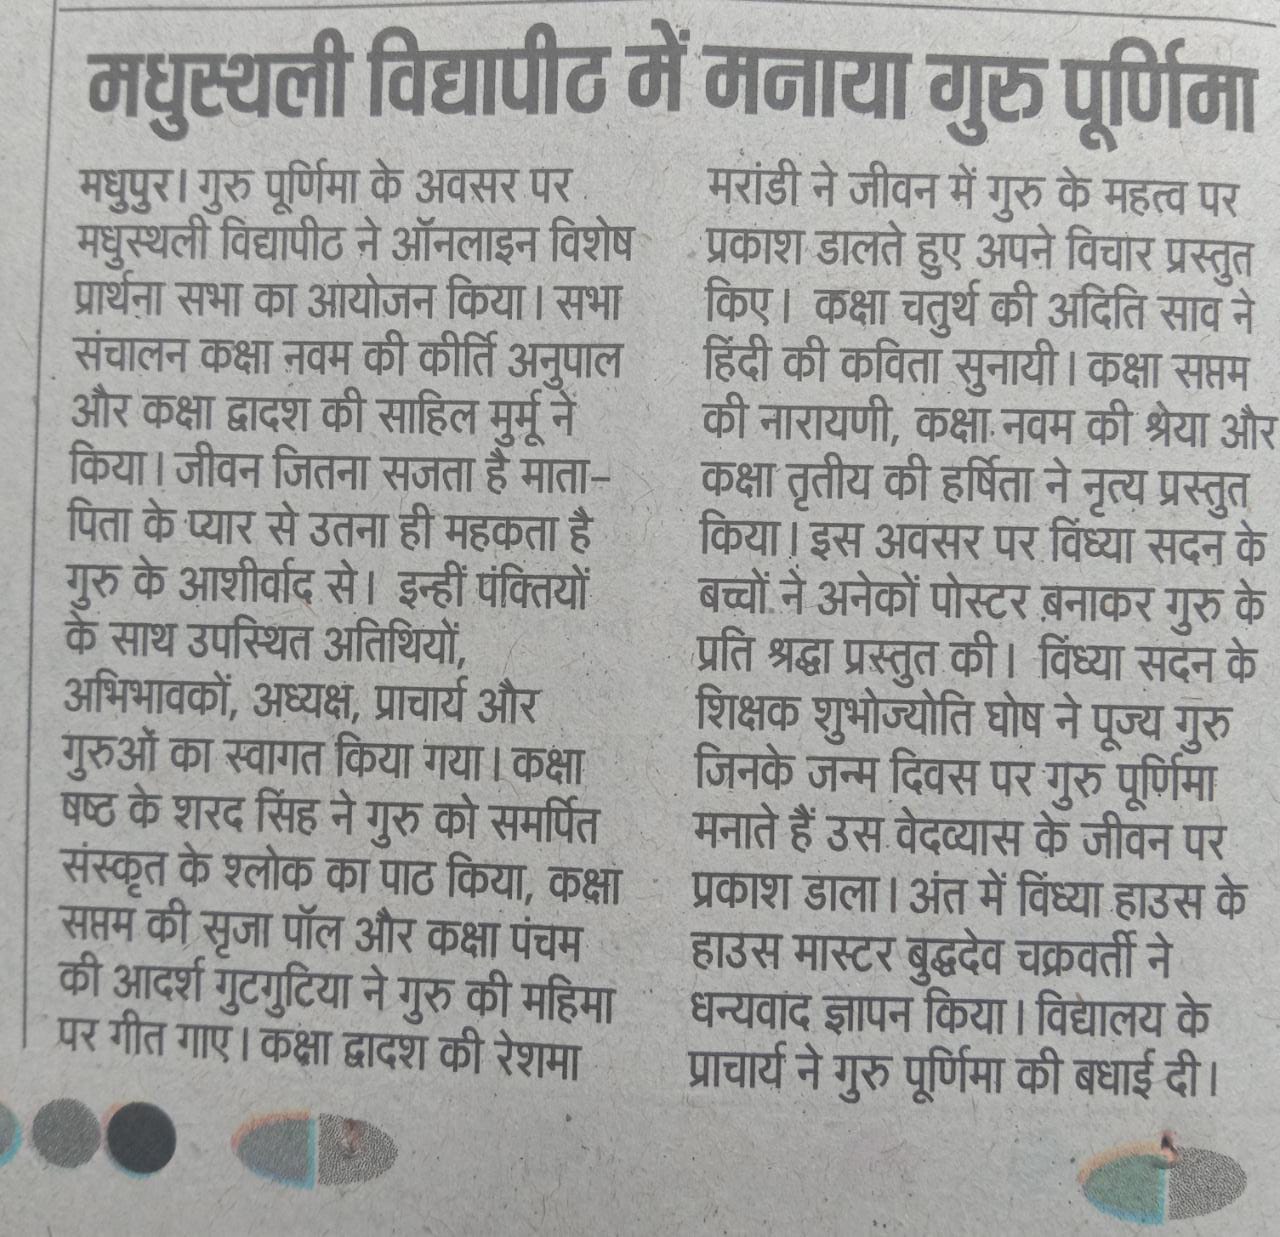 मधुस्थली विद्यापीठ में मनाया गुरु पूर्णिमा
मधुपुर। गुरु पूर्णिमा के अवसर पर
मधुस्थली विद्यापीठ ने ऑनलाइन विशेष
प्रार्थना सभा का आयोजन किया। सभा
संचालन कक्षा नवम की कीर्ति अनुपाल
और कक्षा द्वादश की साहिल मुर्मू ने
किया। जीवन जितना सजता है माता-
पिता के प्यार से उतना ही महकता है
गुरु के आशीर्वाद से। इन्हीं पंक्तियों
के साथ उपस्थित अतिथियों,
अभिभावकों, अध्यक्ष, प्राचार्य और
गुरुओं का स्वागत किया गया। कक्षा
षष्ठ के शरद सिंह ने गुरु को समर्पित
संस्कृत के श्लोक का पाठ किया, कक्षा
सप्तम की सृजा पॉल और कक्षा पंचम
की आदर्श गुटगुटिया ने गुरु की महिमा
पर गीत गाए। कक्षा द्वादश की रेशमा
मरांडी ने जीवन में गुरु के महत्व पर
प्रकाश डालते हुए अपने विचार प्रस्तुत
किए। कक्षा चतुर्थ की अदिति साव ने
हिंदी की कविता सुनायी। कक्षा सप्तम
की नारायणी, कक्षा नवम की श्रेया और
कक्षा तृतीय की हर्षिता ने नृत्य प्रस्तुत
किया। इस अवसर पर विंध्या सदन के
बच्चों ने अनेकों पोस्टर बनाकर गुरु के
प्रति श्रद्धा प्रस्तुत की। विंध्या सदन के
शिक्षक शुभोज्योति घोष ने पूज्य गुरु
जिनके जन्म दिवस पर गुरु पूर्णिमा
मनाते हैं उस वेदव्यास के जीवन पर
प्रकाश डाला। अंत में विंध्या हाउस के
हाउस मास्टर बुद्धदेव चक्रवर्ती ने
धन्यवाद ज्ञापन किया। विद्यालय के
प्राचार्य ने गुरु पूर्णिमा की बधाई दी।